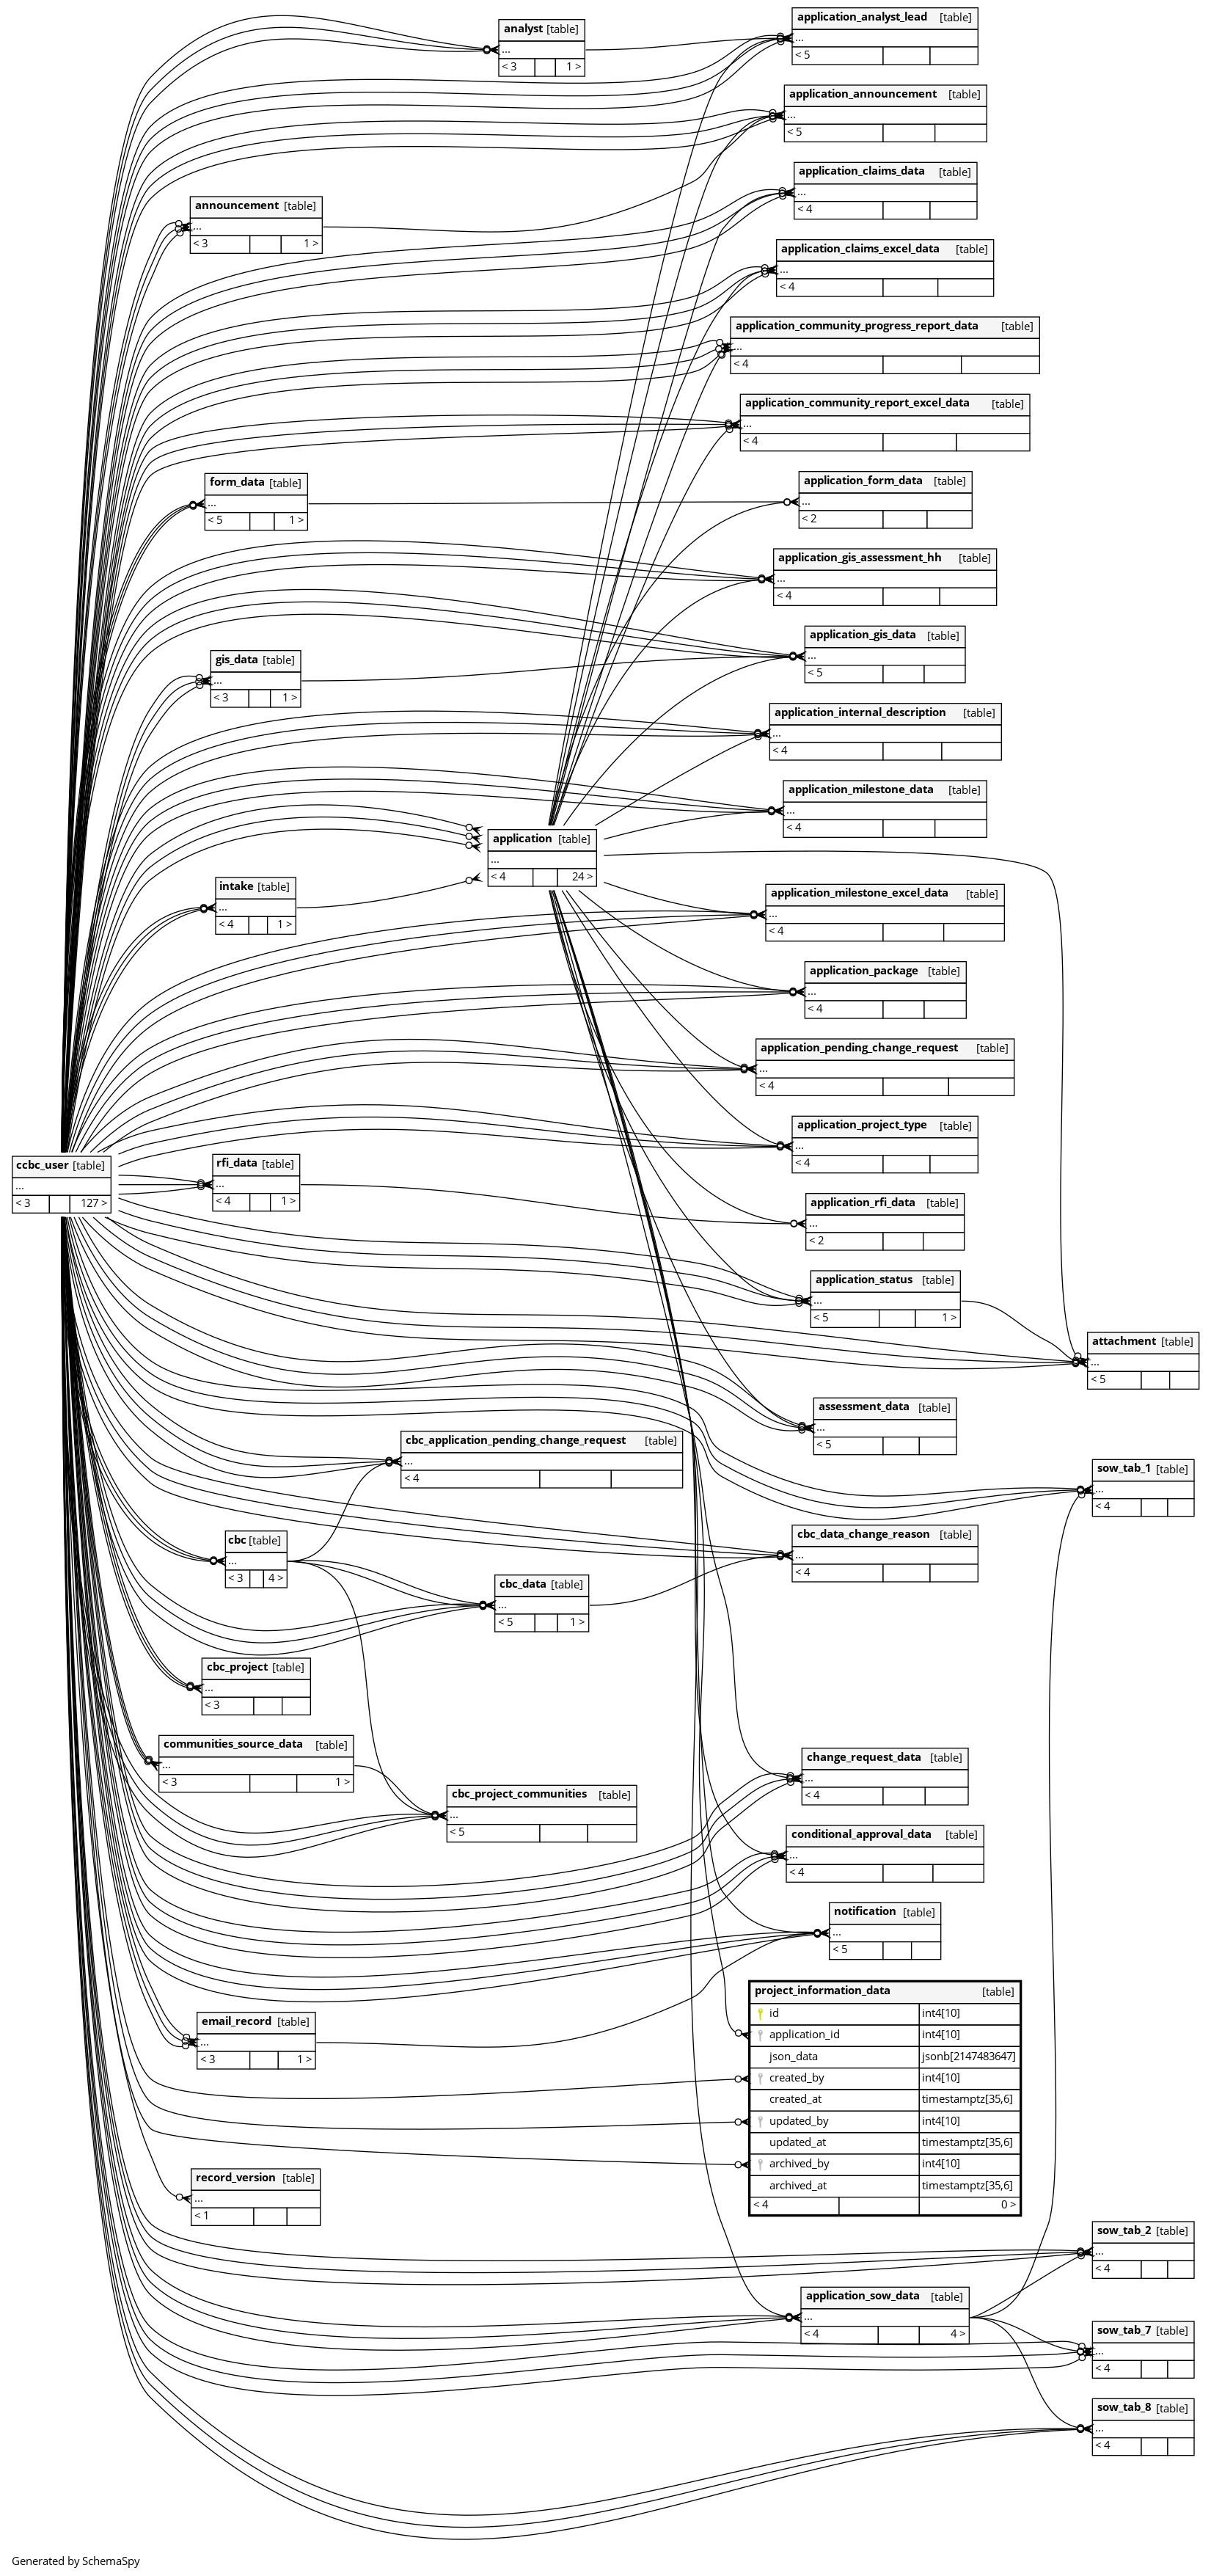 analyst [table]
...
< 3 1 >
application_analyst_lead [table]
...
< 5
application_announcement [table]
...
< 5
application_claims_data [table]
...
< 4
announcement [table]
...
< 3 1 >
application_claims_excel_data [table]
...
< 4
application_community_progress_report_data [table]
...
< 4
application_community_report_excel_data [table]
...
< 4
form_data [table]
...
< 5 1 >
application_form_data [table]
...
< 2
application_gis_assessment_hh [table]
...
< 4
application_gis_data [table]
...
< 5
gis_data [table]
...
< 3 1 >
application_internal_description [table]
...
< 4
application_milestone_data [table]
...
< 4
application [table]
...
< 4 24 >
intake [table]
...
< 4 1 >
application_milestone_excel_data [table]
...
< 4
application_package [table]
...
< 4
application_pending_change_request [table]
...
< 4
application_project_type [table]
...
< 4
ccbc_user [table]
...
< 3 127 >
rfi_data [table]
...
< 4 1 >
application_rfi_data [table]
...
< 2
application_status [table]
...
< 5 1 >
attachment [table]
...
< 5
assessment_data [table]
...
< 5
cbc_application_pending_change_request [table]
...
< 4
sow_tab_1 [table]
...
< 4
cbc [table]
...
< 3 4 >
cbc_data_change_reason [table]
...
< 4
cbc_data [table]
...
< 5 1 >
cbc_project [table]
...
< 3
communities_source_data [table]
...
< 3 1 >
change_request_data [table]
...
< 4
cbc_project_communities [table]
...
< 5
conditional_approval_data [table]
...
< 4
notification [table]
...
< 5
email_record [table]
...
< 3 1 >
project_information_data [table]
id int4[10]
application_id int4[10]
json_data jsonb[2147483647]
created_by int4[10]
created_at timestamptz[35,6]
updated_by int4[10]
updated_at timestamptz[35,6]
archived_by int4[10]
archived_at timestamptz[35,6]
< 4 0 >
record_version [table]
...
< 1
sow_tab_2 [table]
...
< 4
application_sow_data [table]
...
< 4 4 >
sow_tab_7 [table]
...
< 4
sow_tab_8 [table]
...
< 4
Generated by SchemaSpy